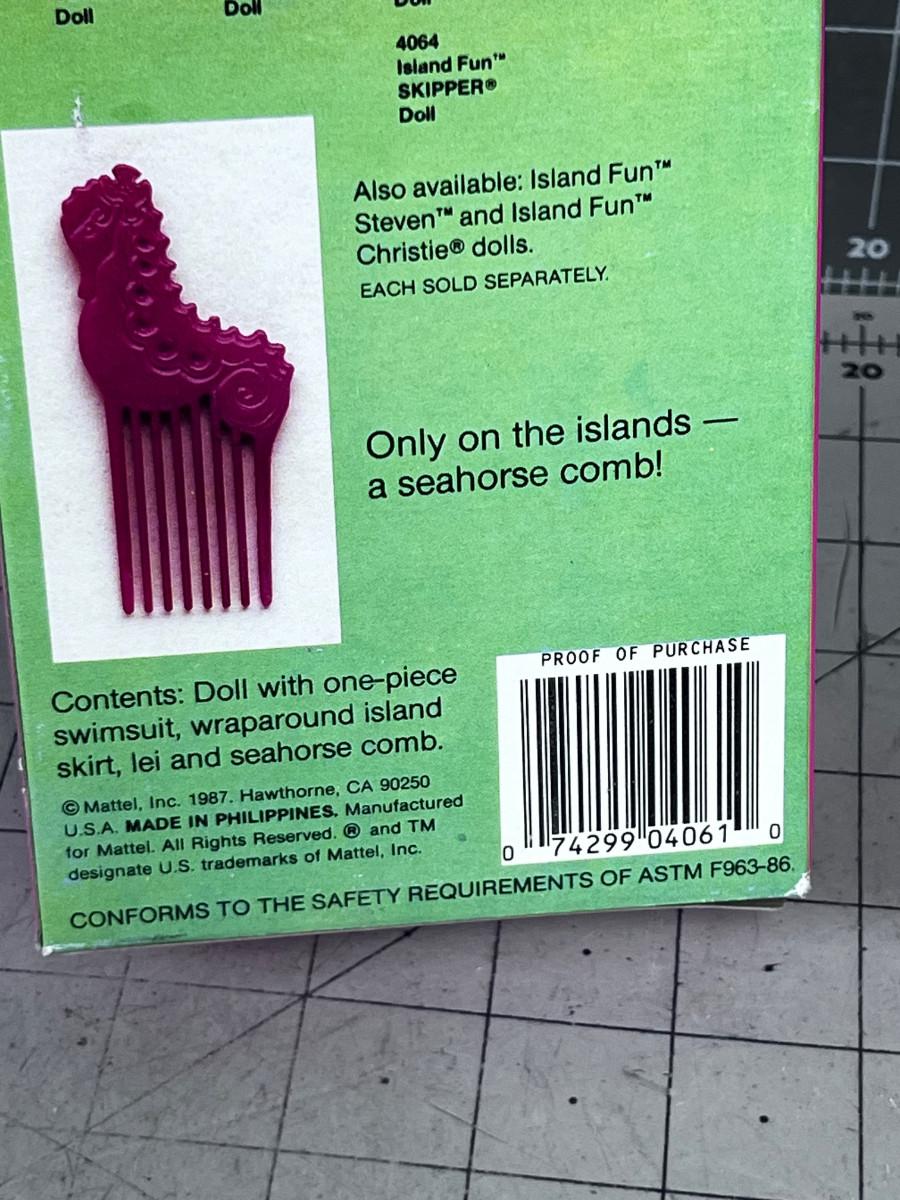 Doll
Doll
Doll
4064
Island Fun™
SKIPPER®
Doll
Also available: Island Fun™
Steven™ and Island Fun™
Christie® dolls.
EACH SOLD SEPARATELY.
Only on the islands —
a seahorse comb!
Contents: Doll with one-piece
swimsuit, wraparound island
skirt, lei and seahorse comb.
© Mattel, Inc. 1987. Hawthorne, CA 90250
U.S.A. MADE IN PHILIPPINES. Manufactured
for Mattel. All Rights Reserved. ® and TM
designate U.S. trademarks of Mattel, Inc.
PROOF OF PURCHASE
0 74299 04061 0
CONFORMS TO THE SAFETY REQUIREMENTS OF ASTM F963-86.
20
20